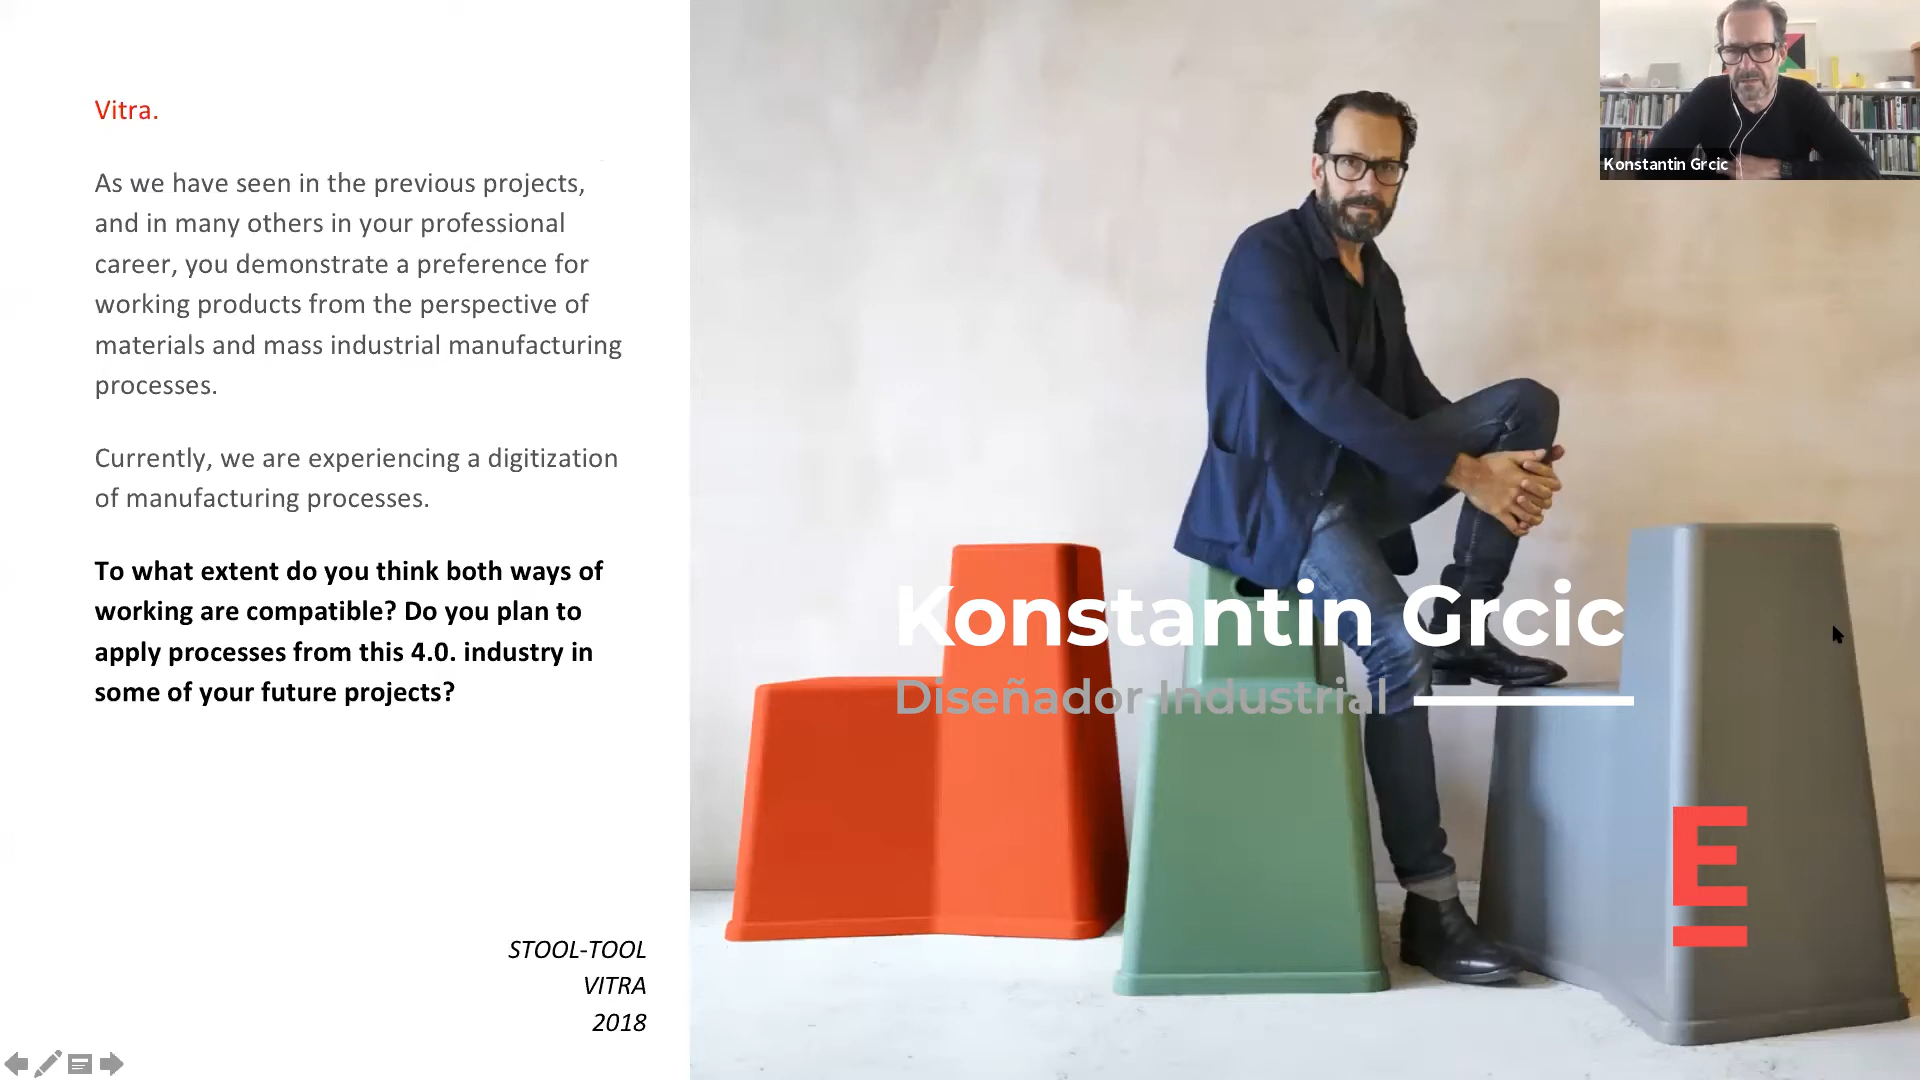 Vitra.
As we have seen in the previous projects,
and in many others in your professional
career, you demonstrate a preference for
working products from the perspective of
materials and mass industrial manufacturing
processes.
Currently, we are experiencing a digitization
of manufacturing processes.
To what extent do you think both ways of
working are compatible? Do you plan to
apply processes from this 4.0. industry in
some of your future projects?
STOOL-TOOL
VITRA
2018
Konstantin Grcic
Konstantin Grcic
Diseñador Industrial
E